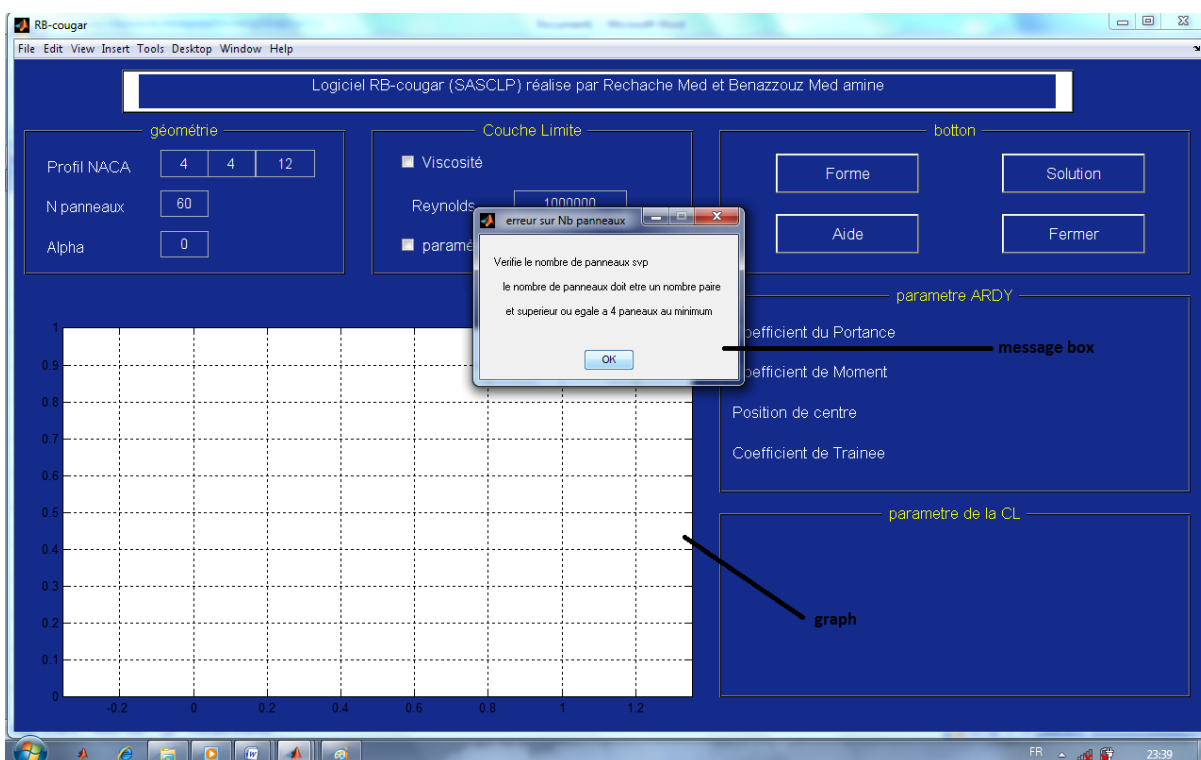 RB-cougar
File Edit View Insert Tools Desktop Window Help
Logiciel RB-cougar (SASCLP) réalise par Rechache Med et Benazzouz Med amine
géométrie
Profil NACA 4 4 12
N panneaux 60
Alpha 0
Couche Limite
Viscosité
Reynolds 1000000
paramé
botton
Forme Solution
Aide Fermer
erreur sur Nb panneaux
Verifie le nombre de panneaux svp
le nombre de panneaux doit etre un nombre paire
et superieur ou egale a 4 paneaux au minimum
OK
message box
parametre ARDY
oefficient du Portance
oefficient de Moment
Position de centre
Coefficient de Trainee
parametre de la CL
graph
1
0.9
0.8
0.7
0.6
0.5
0.4
0.3
0.2
0.1
0
-0.2 0 0.2 0.4 0.6 0.8 1 1.2
FR 23:39